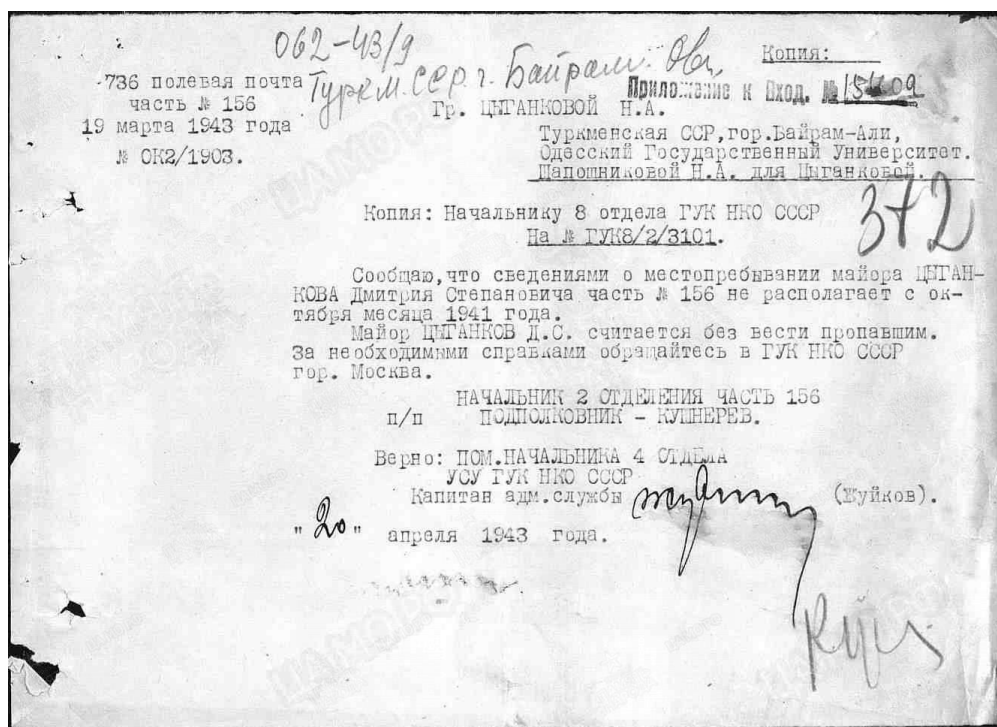 062-43/9
Туркм. ССР г. Байрам-
Копия:
736 полевая почта
Приложение к Вход. №
часть № 156
Гр. ЦЫГАНКОВОЙ Н.А.
19 марта 1943 года
№ ОК2/1903.
Туркменская ССР,гор.Байрам-Али,
Одесский Государственный Университет.
Шапошниковой Н.А. для Цыганковой.
372
Копия: Начальнику 8 отдела ГУК НКО СССР
На № ГУК8/2/3101.
Сообщаю,что сведениями о местопребывании майора ЦЫГАН-
КОВА Дмитрия Степановича часть № 156 не располагает с ок-
тября месяца 1941 года.
Майор ЦЫГАНКОВ Д.С. считается без вести пропавшим.
За необходимыми справками обращайтесь в ГУК НКО СССР
гор. Москва.
НАЧАЛЬНИК 2 ОТДЕЛЕНИЯ ЧАСТЬ 156
п/п ПОДПОЛКОВНИК - КУШНЕРЕВ.
Верно: ПОМ.НАЧАЛЬНИКА 4 ОТДЕЛА
УСУ ГУК НКО СССР
Капитан адм.службы (Жуйков).
"20" апреля 1943 года.